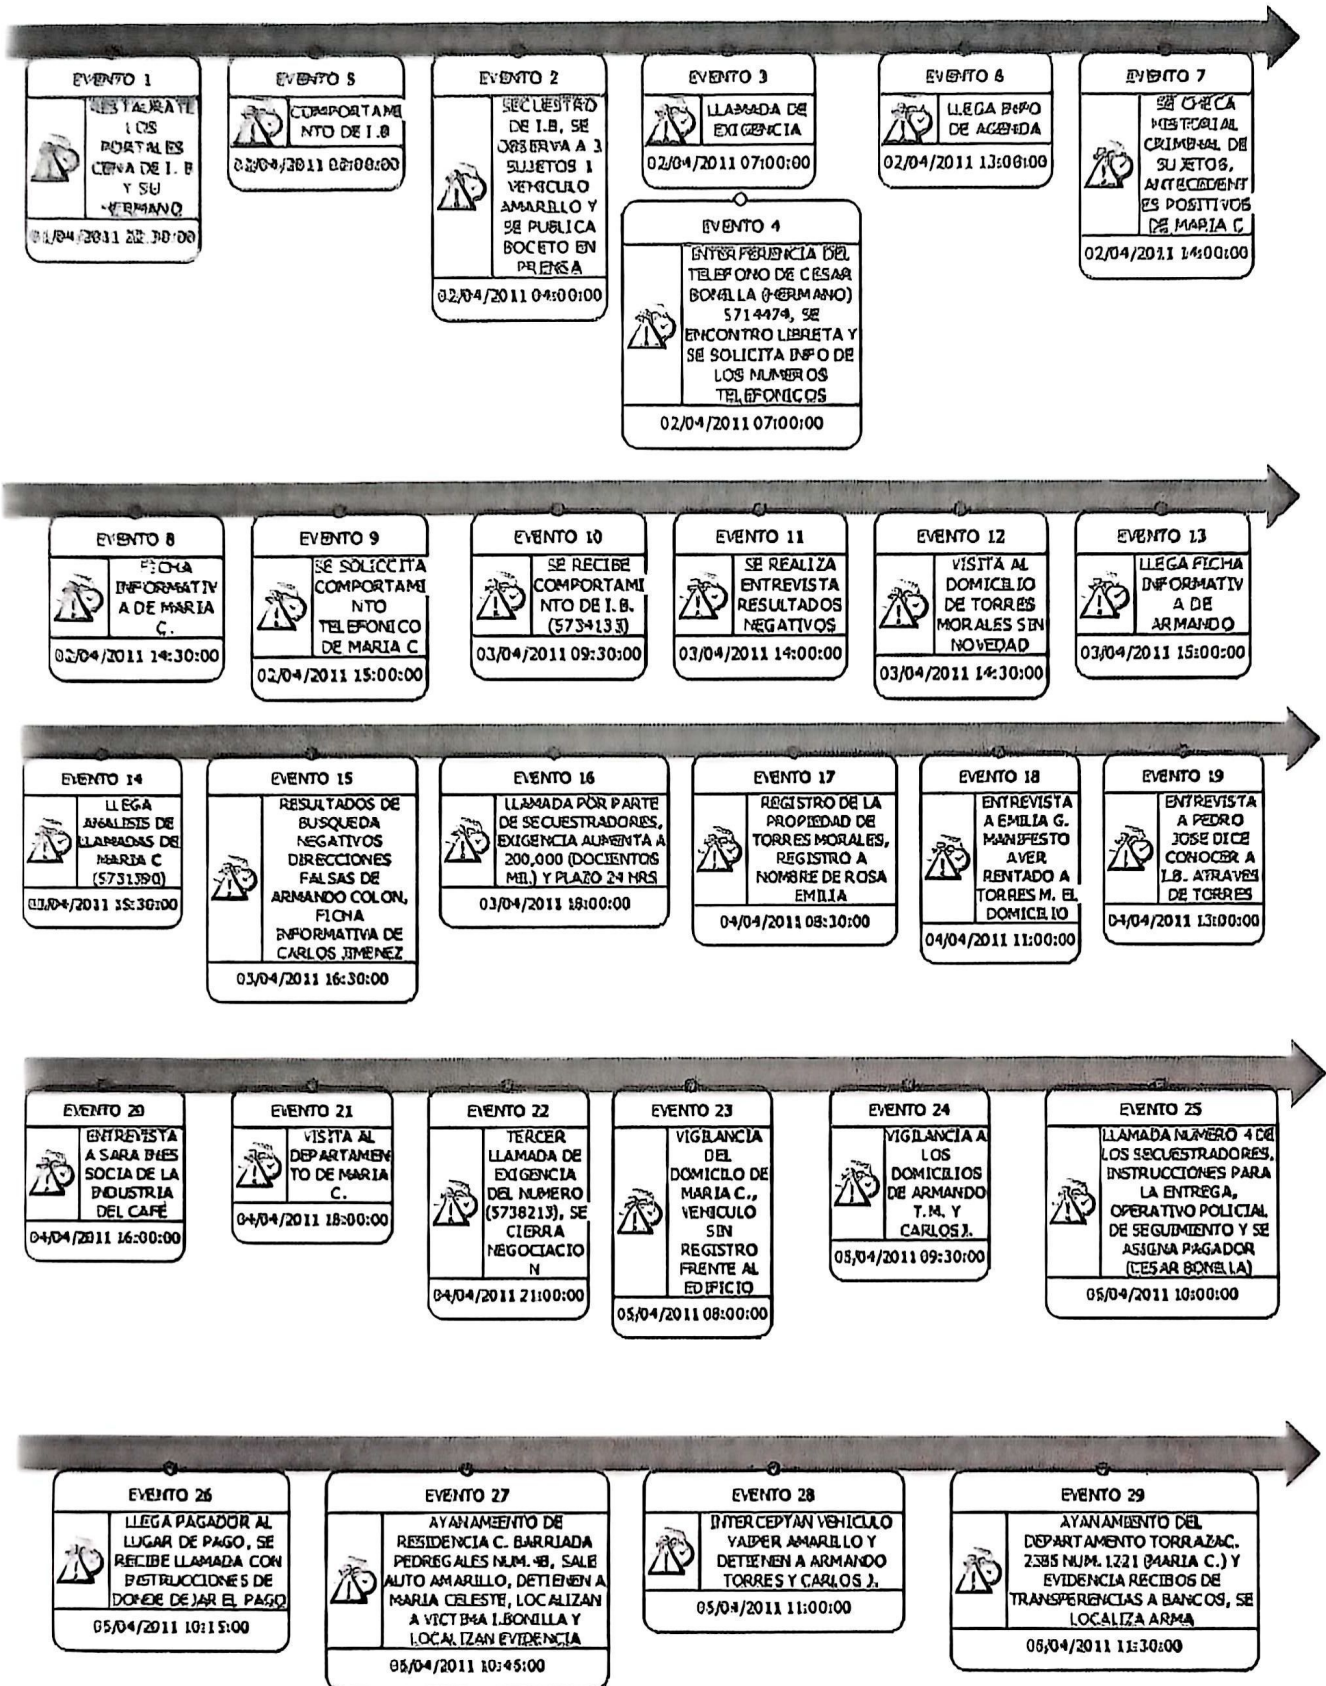 EVENTO 1
RESTAURATE
LOS
PORTALES
CENA DE I. B
Y SU
HERMANO
01/04/2011 22:30:00
EVENTO 5
COMPORTAMI
NTO DE I.B
02/04/2011
EVENTO 2
SECUESTRO
DE I.B, SE
OBSERVA A 3
SUJETOS 1
VEHICULO
AMARILLO Y
SE PUBLICA
BOCETO EN
PRENSA
02/04/2011 04:00:00
EVENTO 3
LLAMADA DE
EXIGENCIA
02/04/2011 07:00:00
EVENTO 4
INTERFERENCIA DEL
TELEFONO DE CESAR
BONILLA (HERMANO)
5714474, SE
ENCONTRO LIBRETA Y
SE SOLICITA INFO DE
LOS NUMEROS
TELEFONICOS
02/04/2011 07:00:00
EVENTO 6
LLEGA INFO
DE AGENDA
02/04/2011 13:06:00
EVENTO 7
SE CHECA
HISTORIAL
CRIMINAL DE
SUJETOS,
ANTECEDENT
ES POSITIVOS
DE MARIA C
02/04/2011 14:00:00
EVENTO 8
FICHA
INFORMATIV
A DE MARIA
C.
02/04/2011 14:30:00
EVENTO 9
SE SOLICCITA
COMPORTAMI
NTO
TELEFONICO
DE MARIA C
02/04/2011 15:00:00
EVENTO 10
SE RECIBE
COMPORTAMI
NTO DE I.B.
(5734133)
03/04/2011 09:30:00
EVENTO 11
SE REALIZA
ENTREVISTA
RESULTADOS
NEGATIVOS
03/04/2011 14:00:00
EVENTO 12
VISITA AL
DOMICILIO
DE TORRES
MORALES SIN
NOVEDAD
03/04/2011 14:30:00
EVENTO 13
LLEGA FICHA
INFORMATIV
A DE
ARMANDO
03/04/2011 15:00:00
EVENTO 14
LLEGA
ANALISIS DE
LLAMADAS DE
MARIA C
(5731390)
03/04/2011 15:30:00
EVENTO 15
RESULTADOS DE
BUSQUEDA
NEGATIVOS
DIRECCIONES
FALSAS DE
ARMANDO COLON,
FICHA
INFORMATIVA DE
CARLOS JIMENEZ
03/04/2011 16:30:00
EVENTO 16
LLAMADA POR PARTE
DE SECUESTRADORES,
EXIGENCIA AUMENTA A
200,000 (DOCIENTOS
MIL) Y PLAZO 24 HRS
03/04/2011 18:00:00
EVENTO 17
REGISTRO DE LA
PROPIEDAD DE
TORRES MORALES,
REGISTRO A
NOMBRE DE ROSA
EMILIA
04/04/2011 08:30:00
EVENTO 18
ENTREVISTA
A EMILIA G.
MANIFESTO
AVER
RENTADO A
TORRES M. EL
DOMICILIO
04/04/2011 11:00:00
EVENTO 19
ENTREVISTA
A PEDRO
JOSE DICE
CONOCER A
I.B. ATRAVES
DE TORRES
04/04/2011 13:00:00
EVENTO 20
ENTREVISTA
A SARA INES
SOCIA DE LA
INDUSTRIA
DEL CAFÉ
04/04/2011 16:00:00
EVENTO 21
VISITA AL
DEPARTAMEN
TO DE MARIA
C.
04/04/2011 18:00:00
EVENTO 22
TERCER
LLAMADA DE
EXIGENCIA
DEL NUMERO
(5738213), SE
CIERRA
NEGOCIACIO
N
04/04/2011 21:00:00
EVENTO 23
VIGILANCIA
DEL
DOMICILO DE
MARIA C.,
VEHICULO
SIN
REGISTRO
FRENTE AL
EDIFICIO
05/04/2011 08:00:00
EVENTO 24
VIGILANCIA A
LOS
DOMICILIOS
DE ARMANDO
T.M. Y
CARLOS J.
05/04/2011 09:30:00
EVENTO 25
LLAMADA NUMERO 4 DE
LOS SECUESTRADORES,
INSTRUCCIONES PARA
LA ENTREGA,
OPERATIVO POLICIAL
DE SEGUIMIENTO Y SE
ASIGNA PAGADOR
(CESAR BONILLA)
05/04/2011 10:00:00
EVENTO 26
LLEGA PAGADOR AL
LUGAR DE PAGO, SE
RECIBE LLAMADA CON
INSTRUCCIONES DE
DONDE DEJAR EL PAGO
05/04/2011 10:15:00
EVENTO 27
AYANAMIENTO DE
RESIDENCIA C. BARRIADA
PEDREGALES NUM. 4B, SALE
AUTO AMARILLO, DETIENEN A
MARIA CELESTE, LOCALIZAN
A VICTIMA I.BONILLA Y
LOCALIZAN EVIDENCIA
05/04/2011 10:45:00
EVENTO 28
INTERCEPTAN VEHICULO
VAIPER AMARILLO Y
DETIENEN A ARMANDO
TORRES Y CARLOS J.
05/04/2011 11:00:00
EVENTO 29
AYANAMIENTO DEL
DEPARTAMENTO TORRAZAC.
2385 NUM. 1221 (MARIA C.) Y
EVIDENCIA RECIBOS DE
TRANSFERENCIAS A BANCOS, SE
LOCALIZA ARMA
05/04/2011 11:30:00